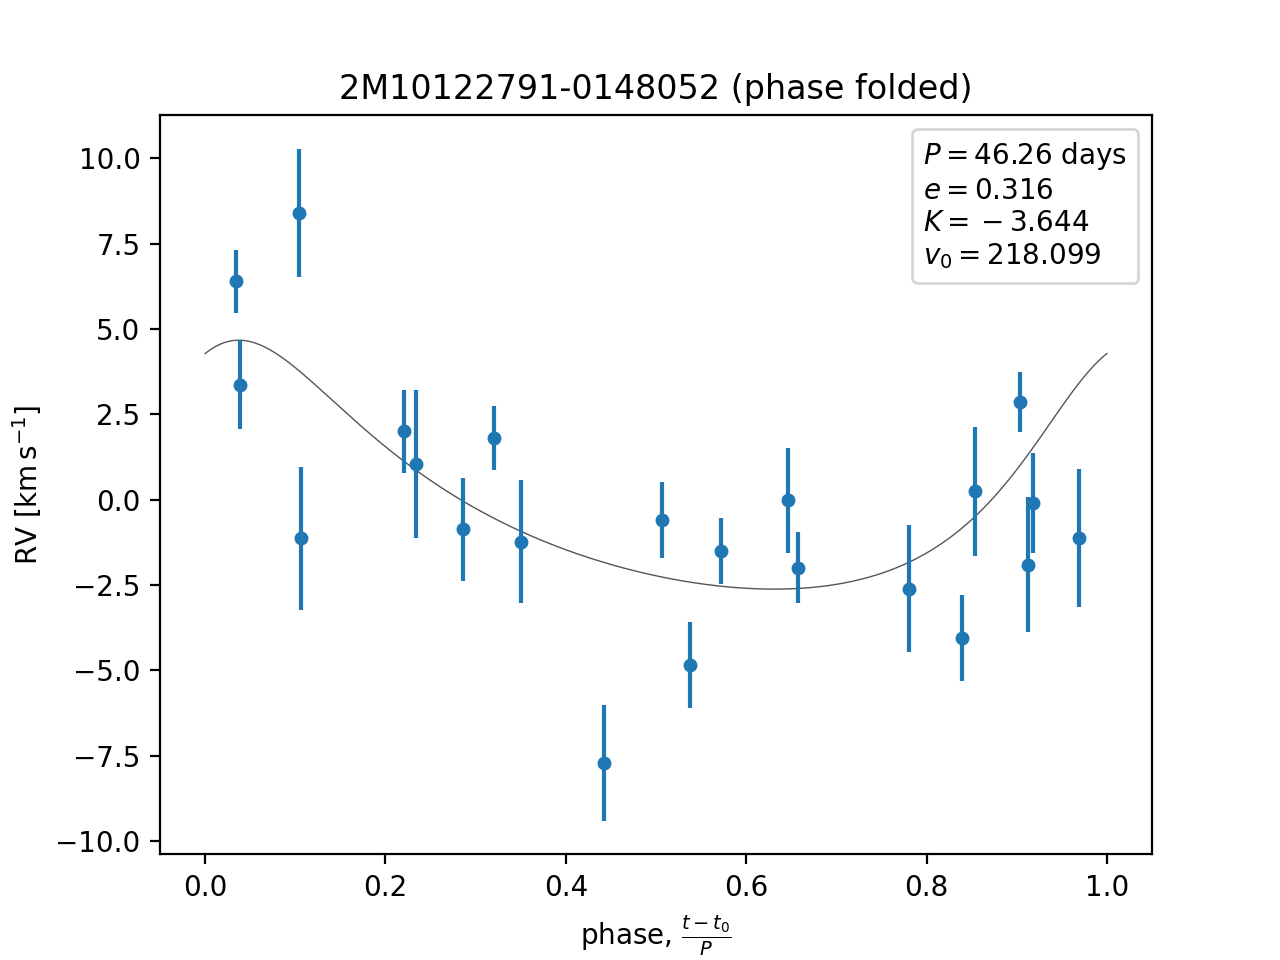 2M10122791-0148052 (phase folded)
P = 46.26 days
e = 0.316
K = −3.644
v₀ = 218.099
10.0
7.5
5.0
2.5
0.0
−2.5
−5.0
−7.5
−10.0
RV [km s⁻¹]
0.0 0.2 0.4 0.6 0.8 1.0
phase, (t − t₀)/P